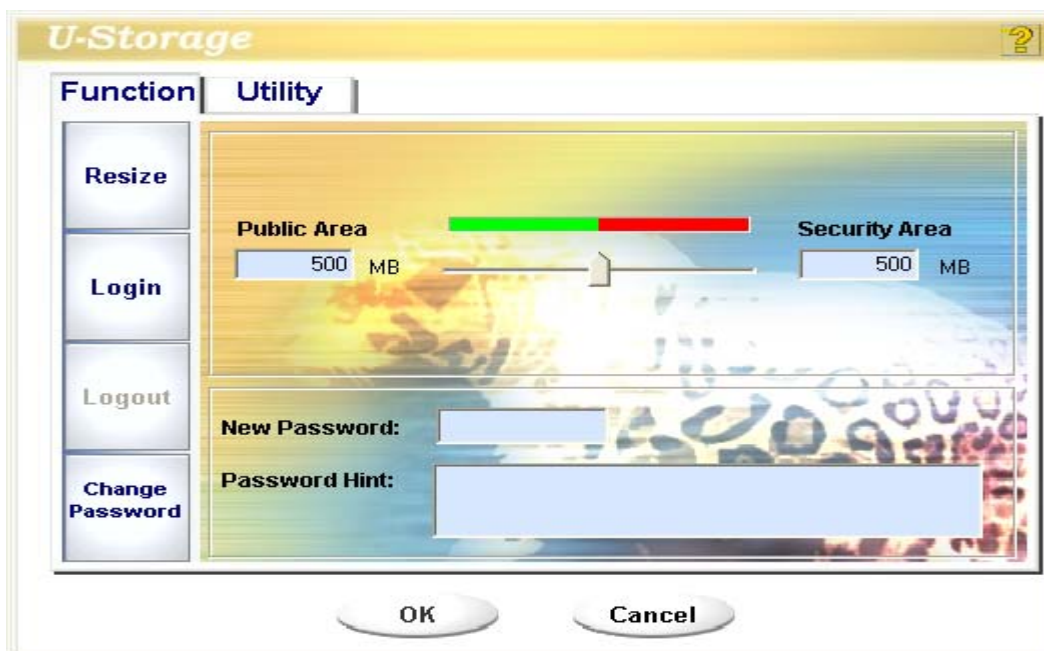 U-Storage
?
Function
Utility
Resize
Login
Logout
Change
Password
Public Area
500 MB
Security Area
500 MB
New Password:
Password Hint:
OK
Cancel